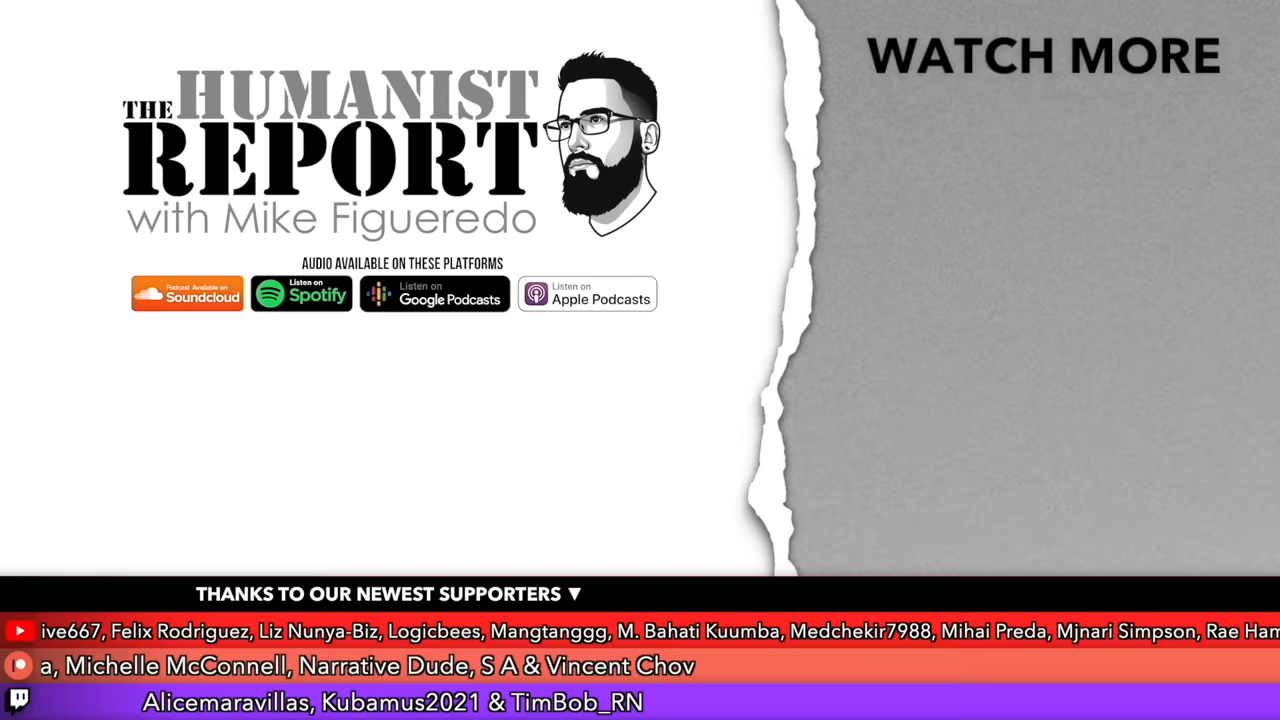 THE HUMANIST
REPORT
with Mike Figueredo
AUDIO AVAILABLE ON THESE PLATFORMS
Podcast Available on
Soundcloud
Listen on
Spotify
Listen on
Google Podcasts
Listen on
Apple Podcasts
WATCH MORE
THANKS TO OUR NEWEST SUPPORTERS ▼
ive667, Felix Rodriguez, Liz Nunya-Biz, Logicbees, Mangtanggg, M. Bahati Kuumba, Medchekir7988, Mihai Preda, Mjnari Simpson, Rae Ham
a, Michelle McConnell, Narrative Dude, S A & Vincent Chov
Alicemaravillas, Kubamus2021 & TimBob_RN